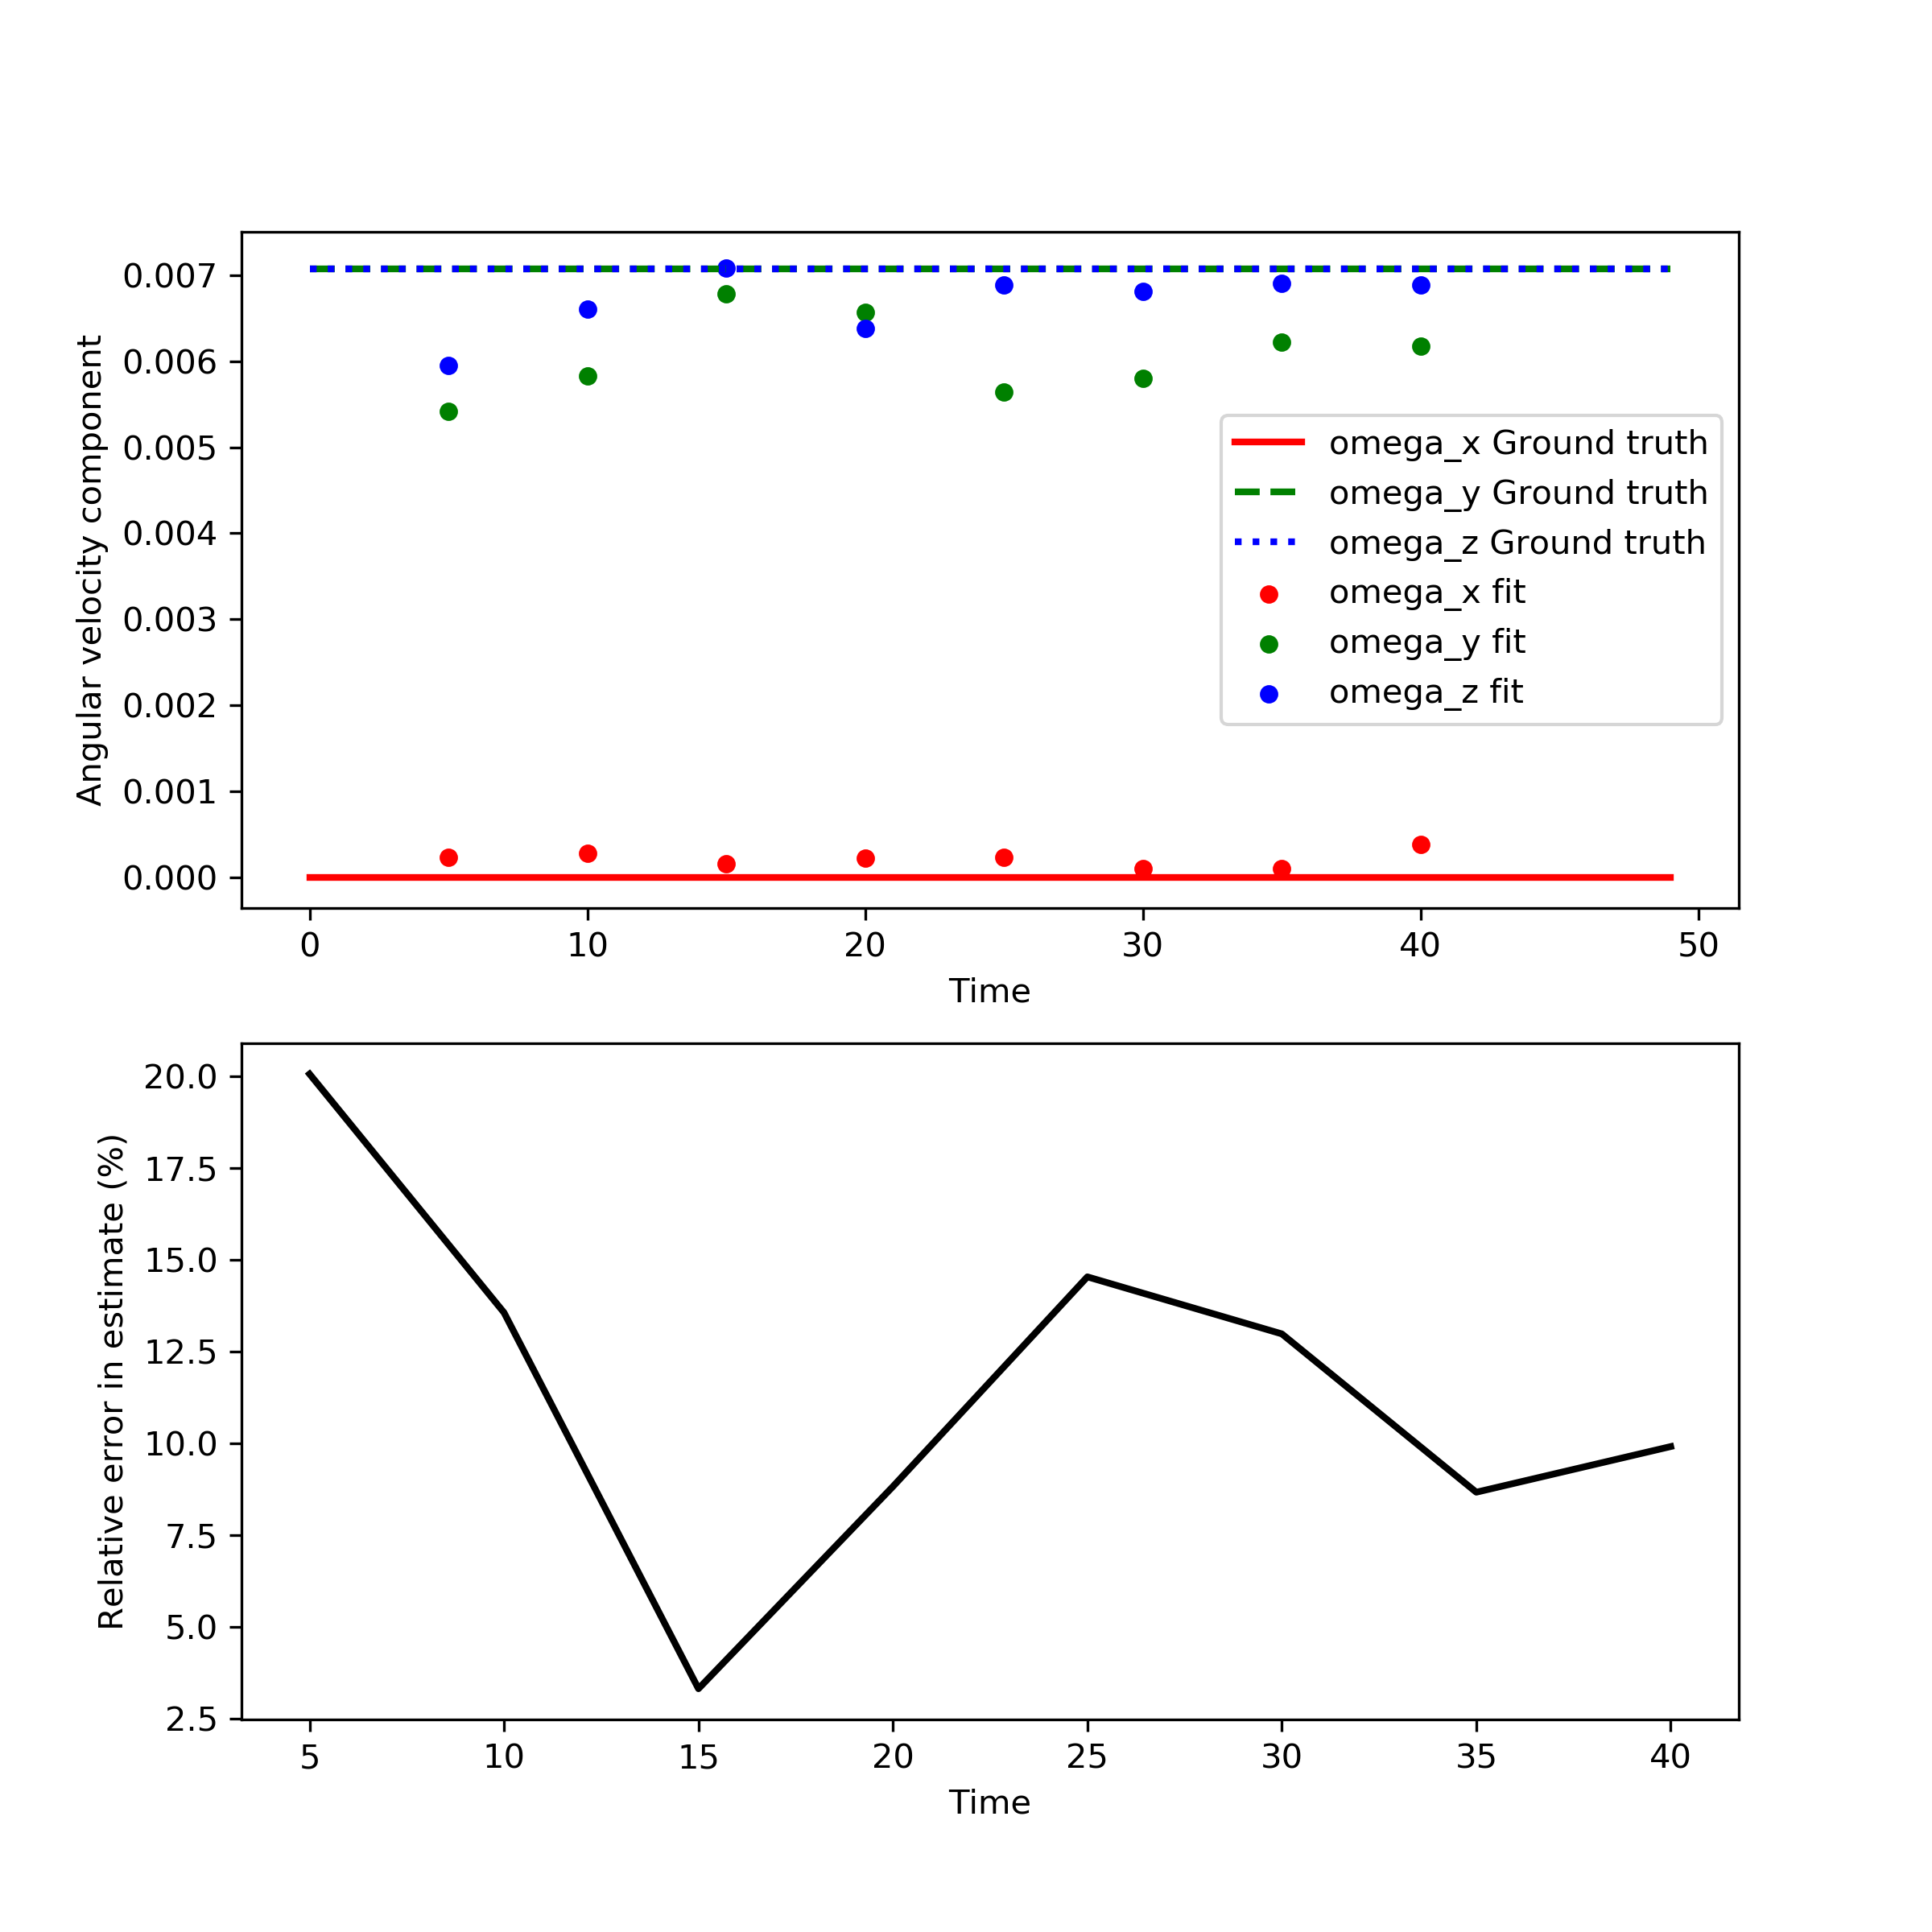 Angular velocity component
0.007
0.006
0.005
0.004
0.003
0.002
0.001
0.000
omega_x Ground truth
omega_y Ground truth
omega_z Ground truth
omega_x fit
omega_y fit
omega_z fit
0 10 20 30 40 50
Time
Relative error in estimate (%)
20.0
17.5
15.0
12.5
10.0
7.5
5.0
2.5
5 10 15 20 25 30 35 40
Time